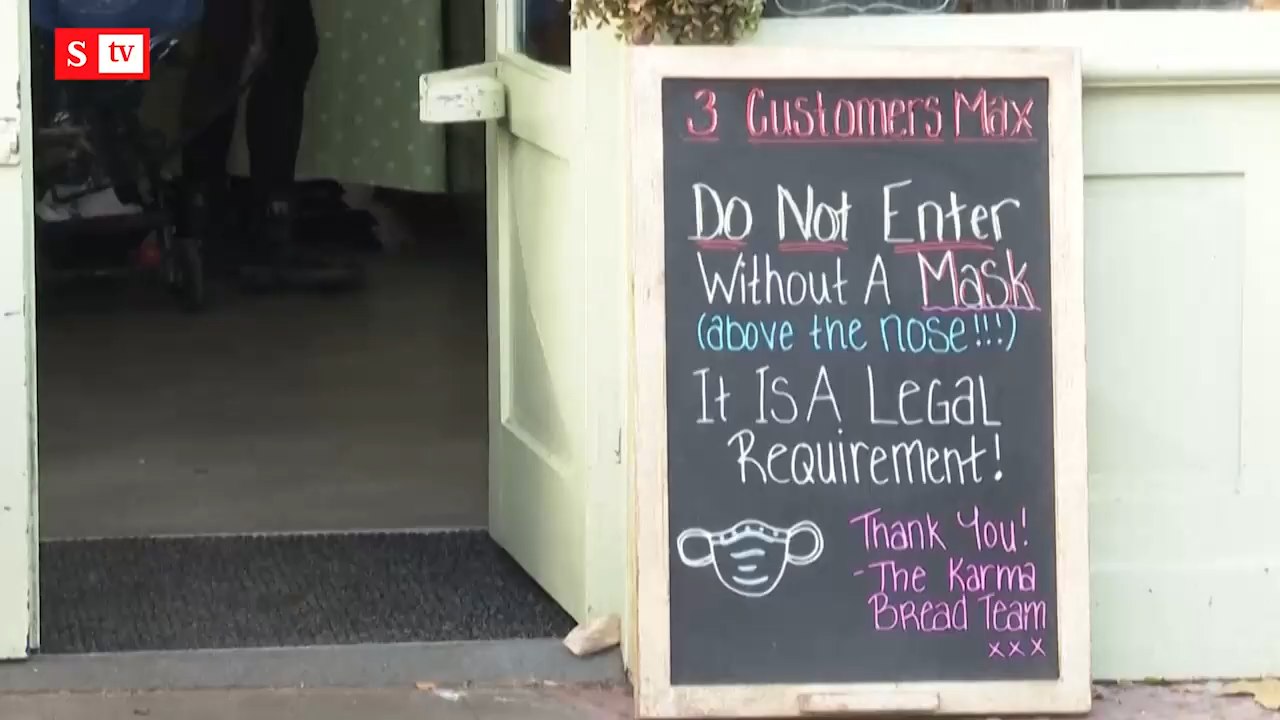 S tv
3 Customers Max
Do Not Enter
Without A Mask
(above the nose!!!)
It Is A Legal
Requirement!
Thank You!
-The Karma
Bread Team
xxx